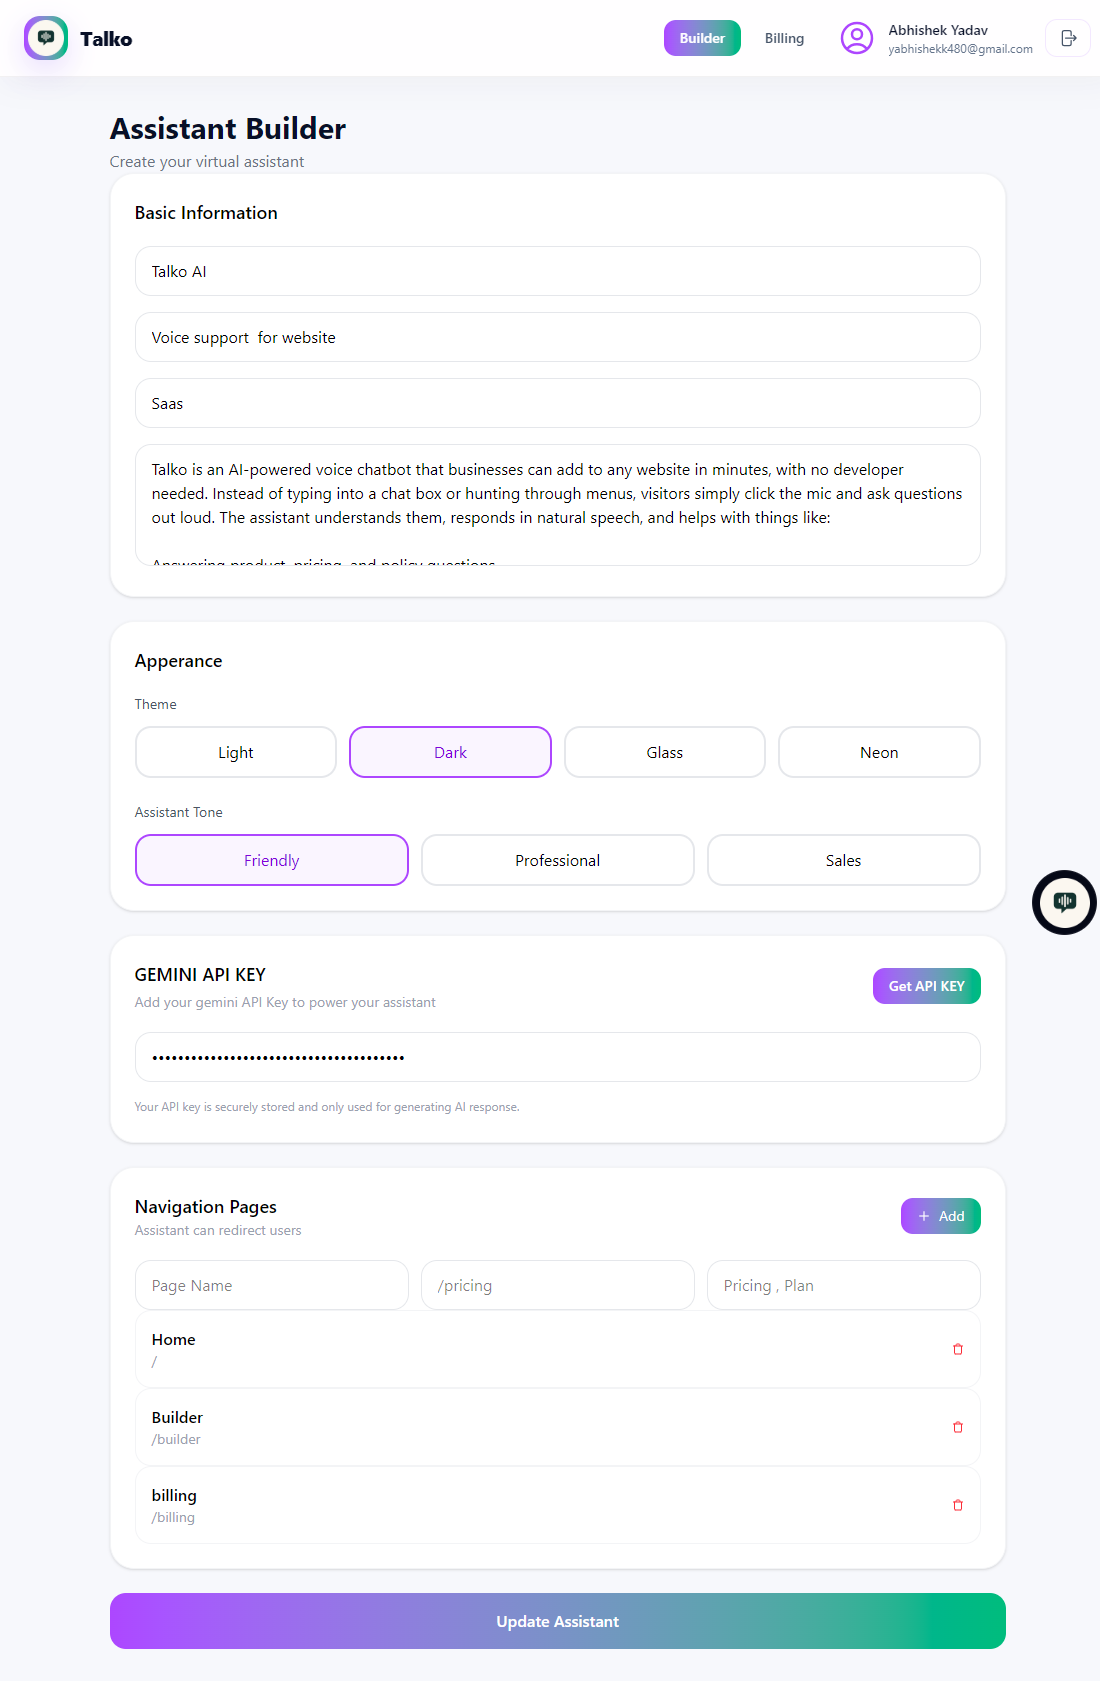 Talko
Builder
Billing
Abhishek Yadav
yabhishekk480@gmail.com
Assistant Builder
Create your virtual assistant
Basic Information
Talko AI
Voice support  for website
Saas
Talko is an AI-powered voice chatbot that businesses can add to any website in minutes, with no developer
needed. Instead of typing into a chat box or hunting through menus, visitors simply click the mic and ask questions
out loud. The assistant understands them, responds in natural speech, and helps with things like:
Answering product, pricing, and policy questions
Apperance
Theme
Light
Dark
Glass
Neon
Assistant Tone
Friendly
Professional
Sales
GEMINI API KEY
Add your gemini API Key to power your assistant
Get API KEY
Your API key is securely stored and only used for generating AI response.
Navigation Pages
Assistant can redirect users
+ Add
Page Name
/pricing
Pricing , Plan
Home
/
Builder
/builder
billing
/billing
Update Assistant